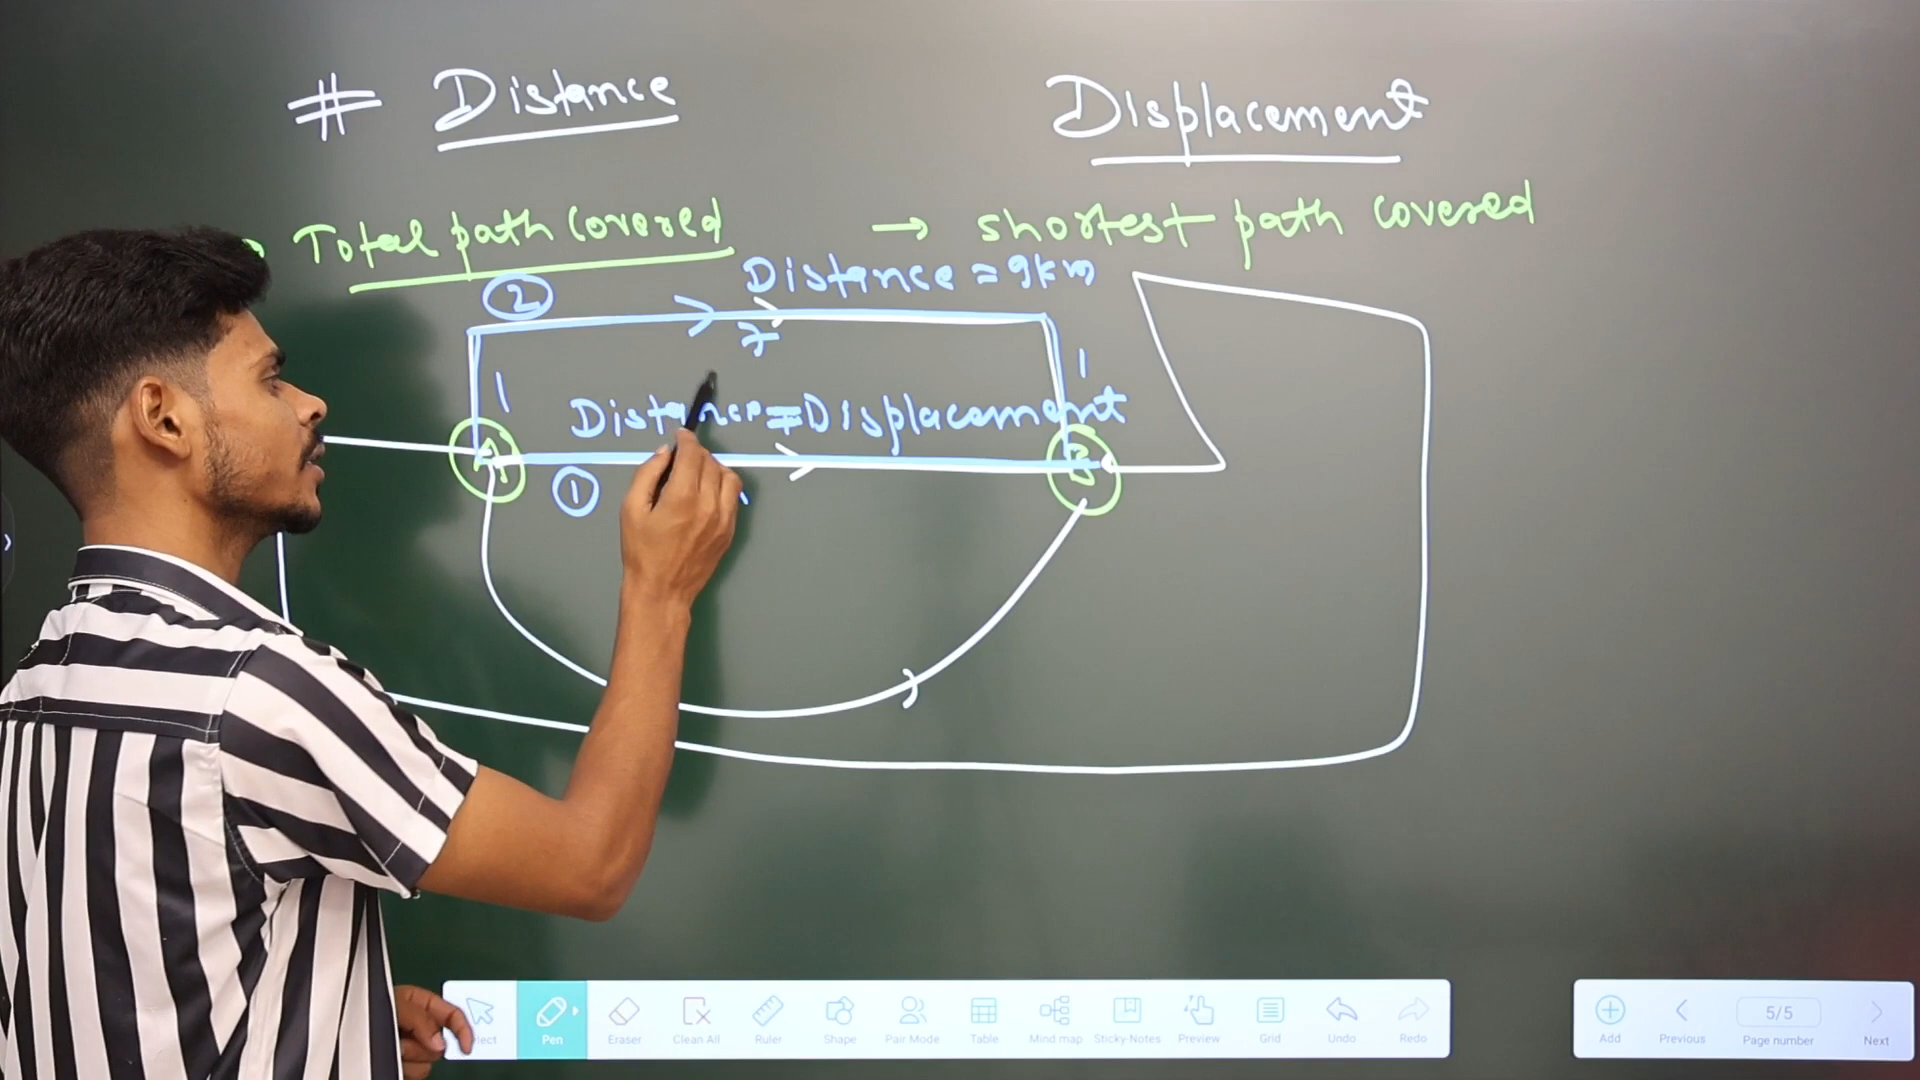 # Distance
Displacement
Total path covered
→ shortest path covered
② Distance = 9km
7
1
1
Distance = Displacement
A
B
①
Pen
Eraser
Clean All
Ruler
Shape
Pair Mode
Table
Mind map
Sticky-Notes
Preview
Grid
Undo
Redo
Add
Previous
5/5
Page number
Next